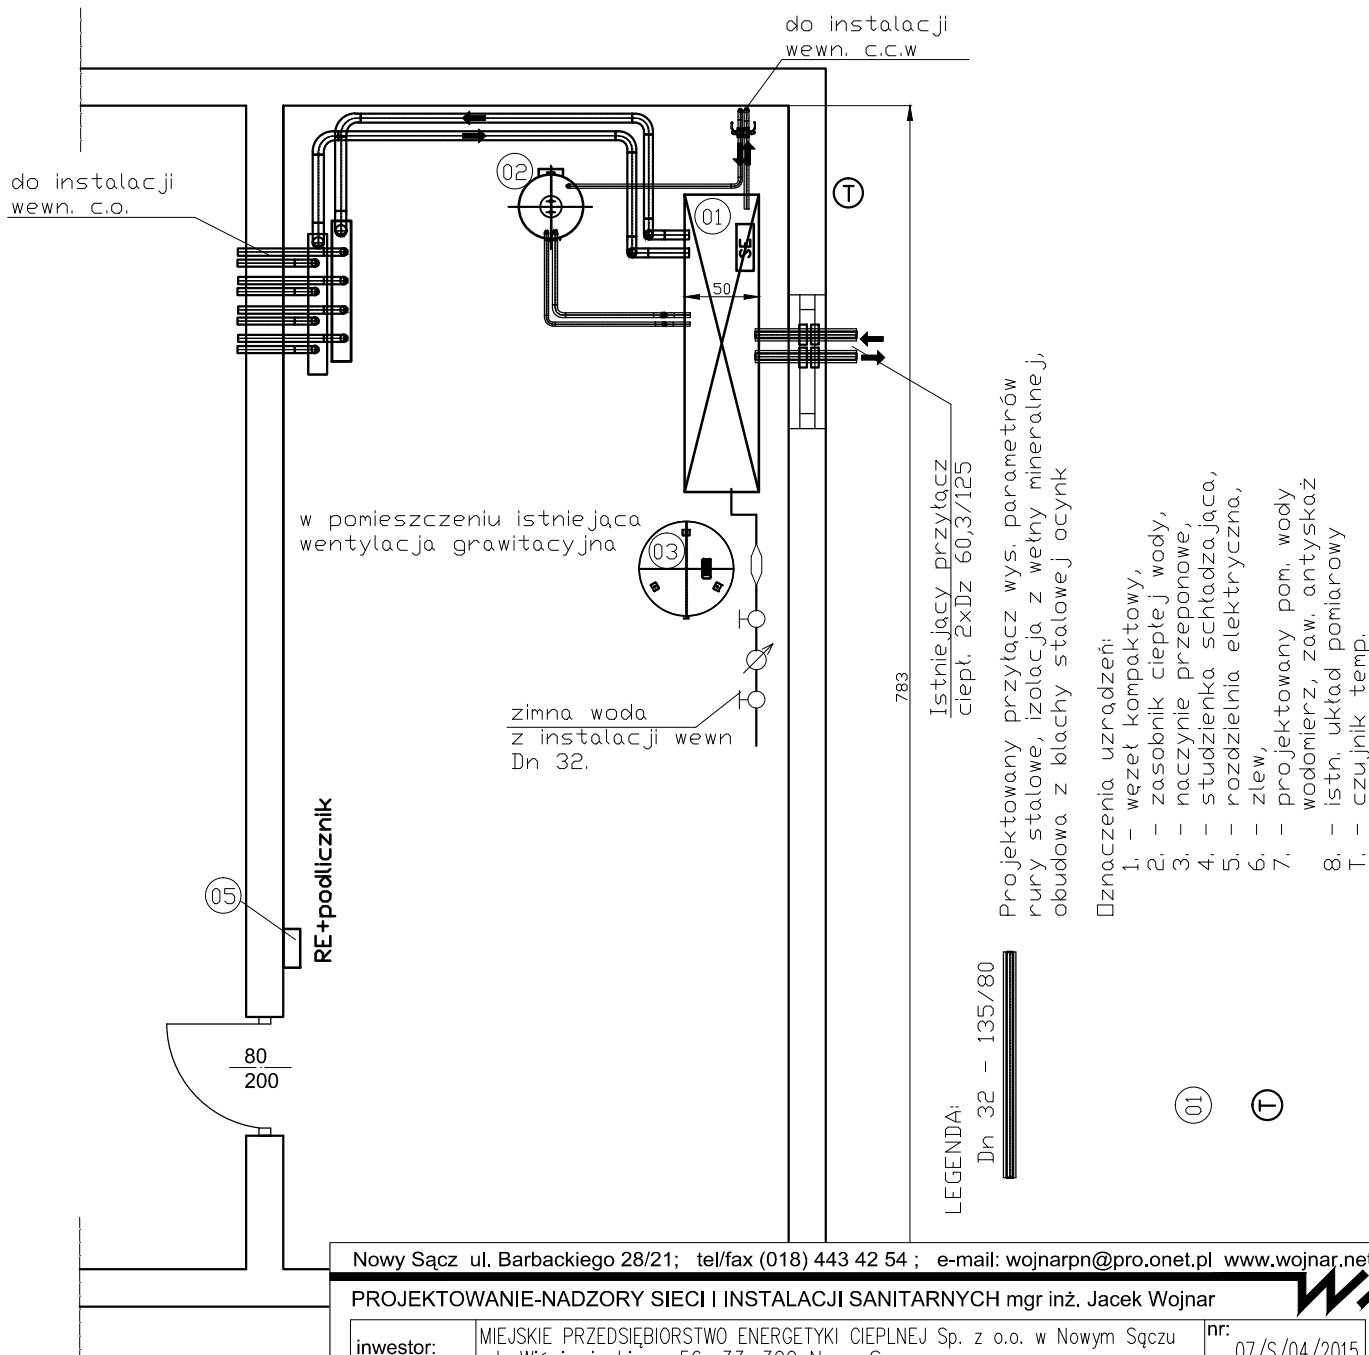 do instalacji
wewn. c.c.w
do instalacji
wewn. c.o.
02
01
SE
50
T
w pomieszczeniu istniejąca
wentylacja grawitacyjna
03
zimna woda
z instalacji wewn
Dn 32.
783
05
RE+podlicznik
80
200
Istniejący przyłącz
ciepł. 2xDz 60,3/125
Projektowany przyłącz wys. parametrów
rury stalowe, izolacja z wełny mineralnej,
obudowa z blachy stalowej ocynk
LEGENDA:
Dn 32 - 135/80
Oznaczenia uzrądzeń:
1. - węzeł kompaktowy,
2. - zasobnik ciepłej wody,
3. - naczynie przeponowe,
4. - studzienka schładzająca,
5. - rozdzielnia elektryczna,
6. - zlew,
7. - projektowany pom. wody
wodomierz, zaw. antyskaż
8. - istn. układ pomiarowy
T. - czujnik temp.
01
T
Nowy Sącz ul. Barbackiego 28/21; tel/fax (018) 443 42 54 ; e-mail: wojnarpn@pro.onet.pl www.wojnar.net
PROJEKTOWANIE-NADZORY SIECI I INSTALACJI SANITARNYCH mgr inż. Jacek Wojnar
inwestor:
MIEJSKIE PRZEDSIĘBIORSTWO ENERGETYKI CIEPLNEJ Sp. z o.o. w Nowym Sączu
nr:
07/S/04/2015